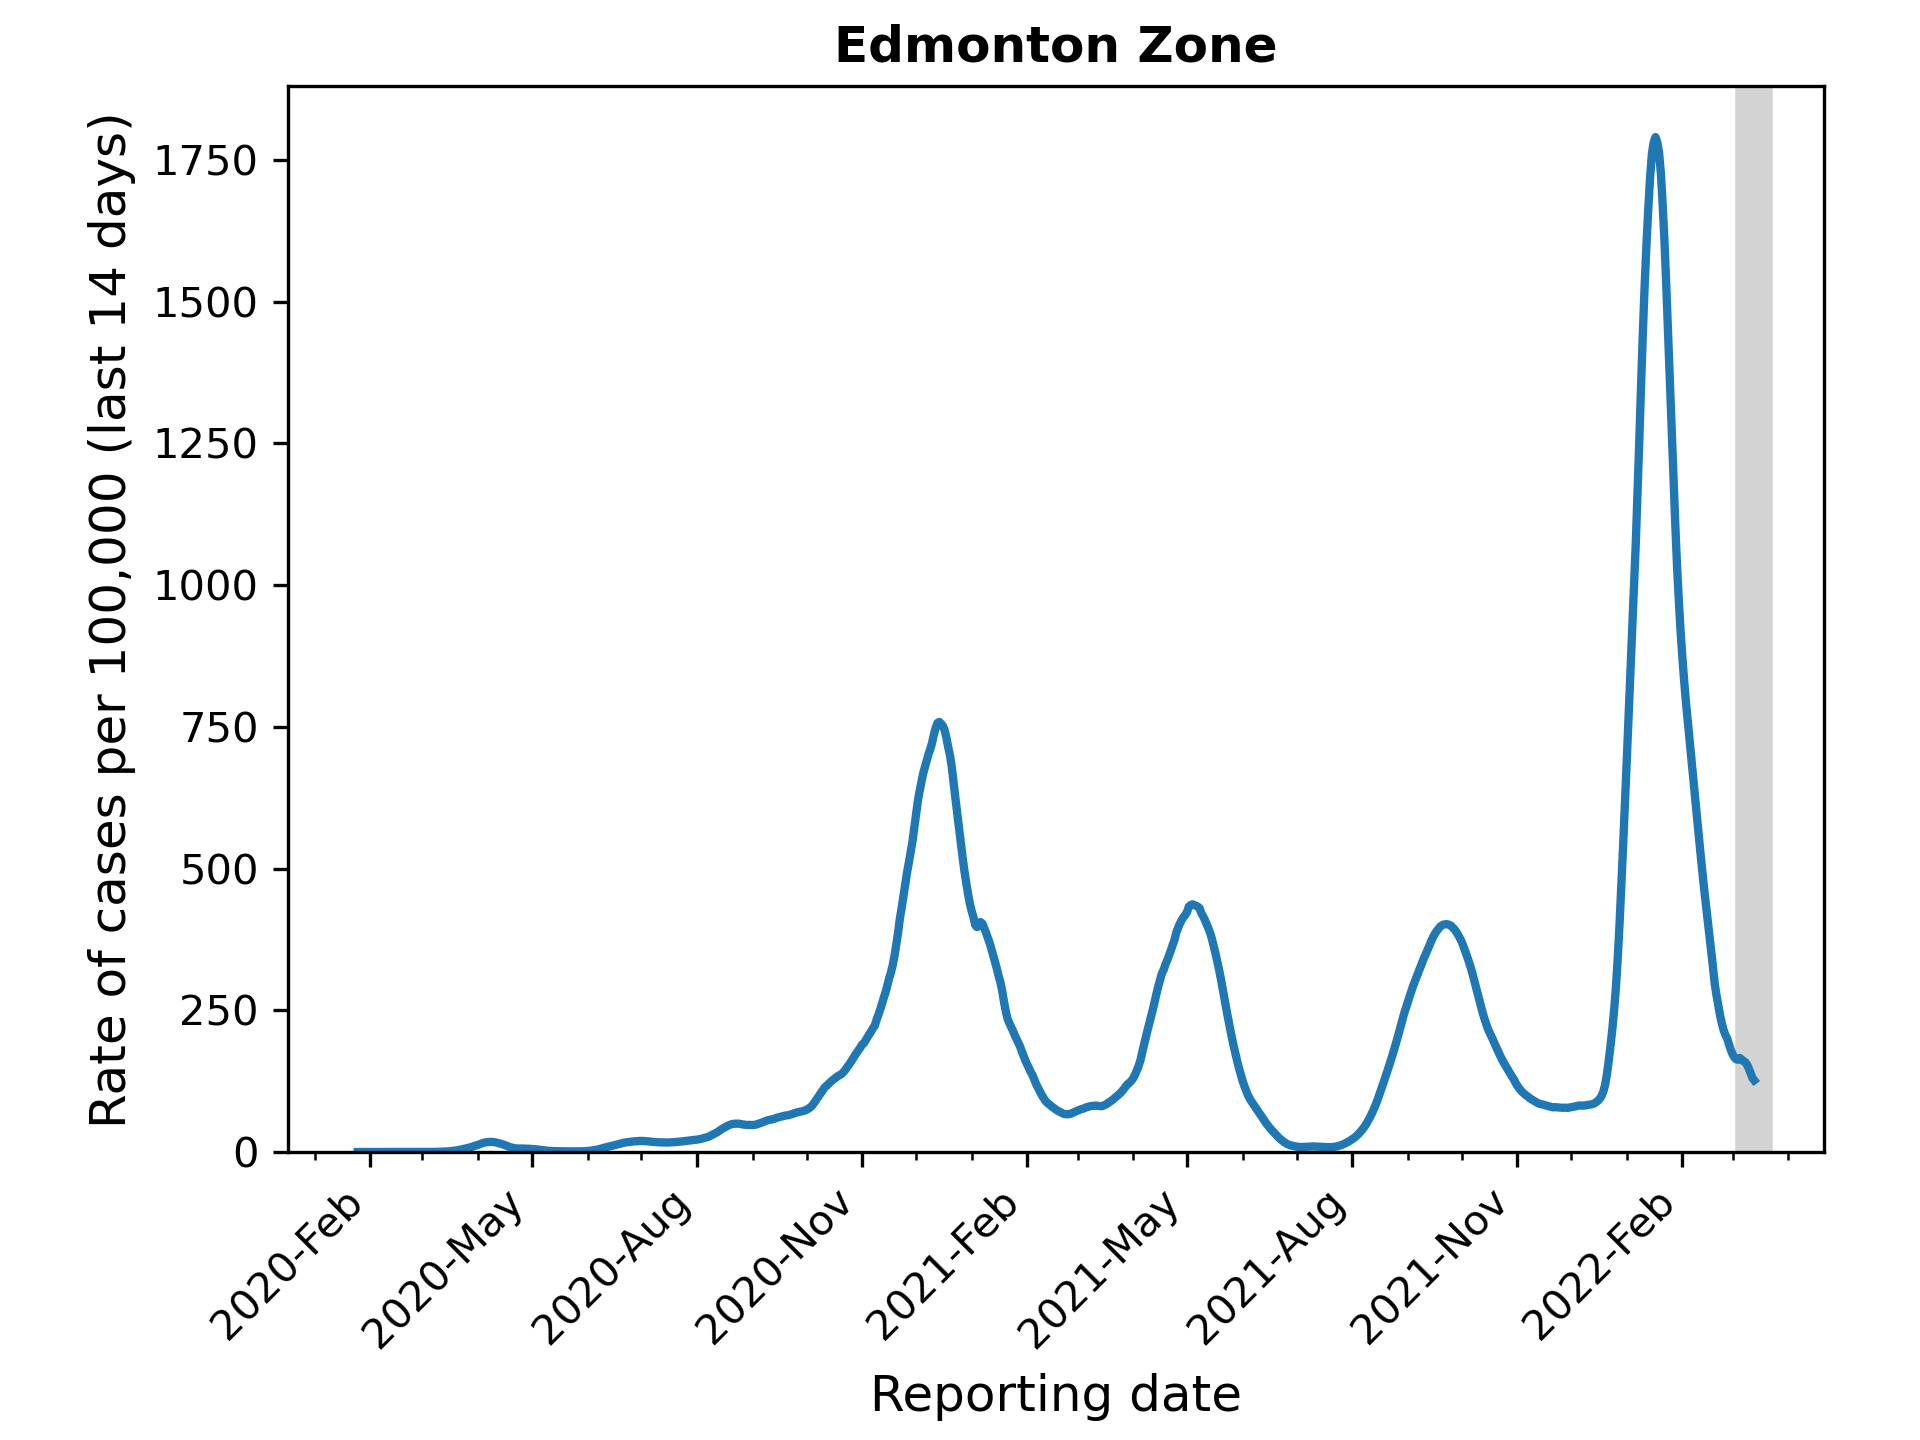 Edmonton Zone
Rate of cases per 100,000 (last 14 days)
1750
1500
1250
1000
750
500
250
0
2020-Feb
2020-May
2020-Aug
2020-Nov
2021-Feb
2021-May
2021-Aug
2021-Nov
2022-Feb
Reporting date